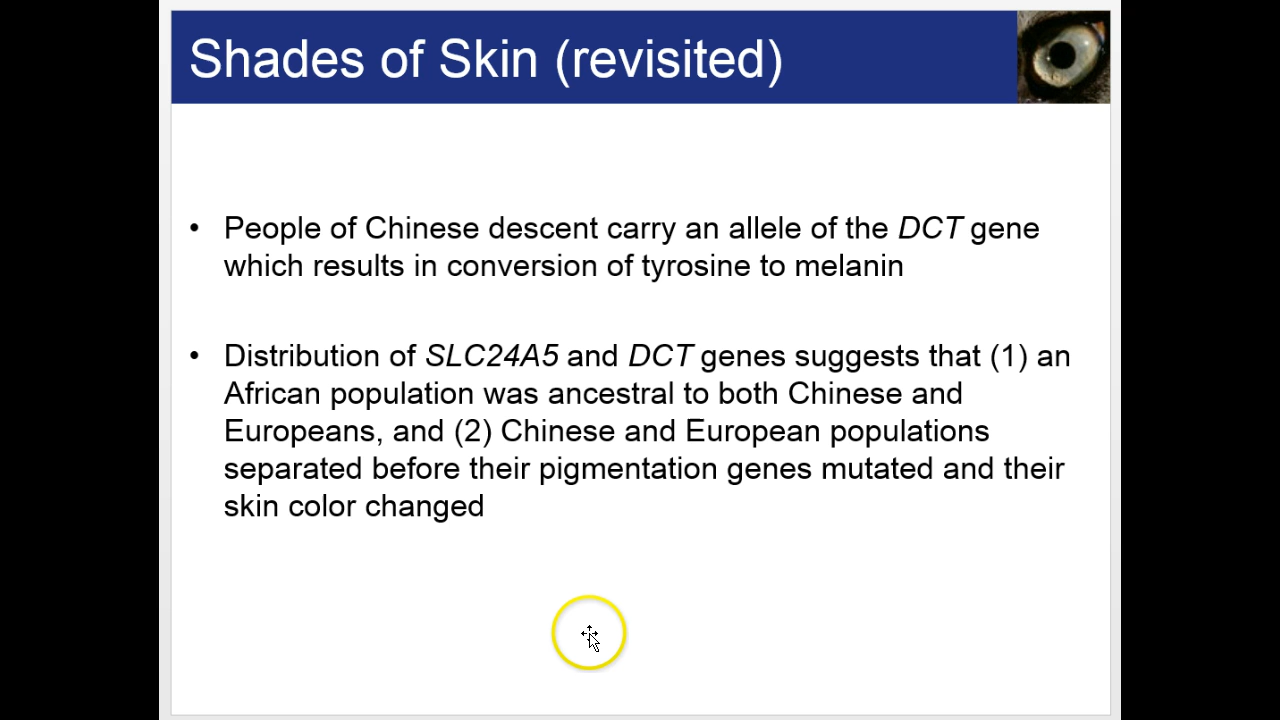 Shades of Skin (revisited)
• People of Chinese descent carry an allele of the DCT gene
which results in conversion of tyrosine to melanin
• Distribution of SLC24A5 and DCT genes suggests that (1) an
African population was ancestral to both Chinese and
Europeans, and (2) Chinese and European populations
separated before their pigmentation genes mutated and their
skin color changed